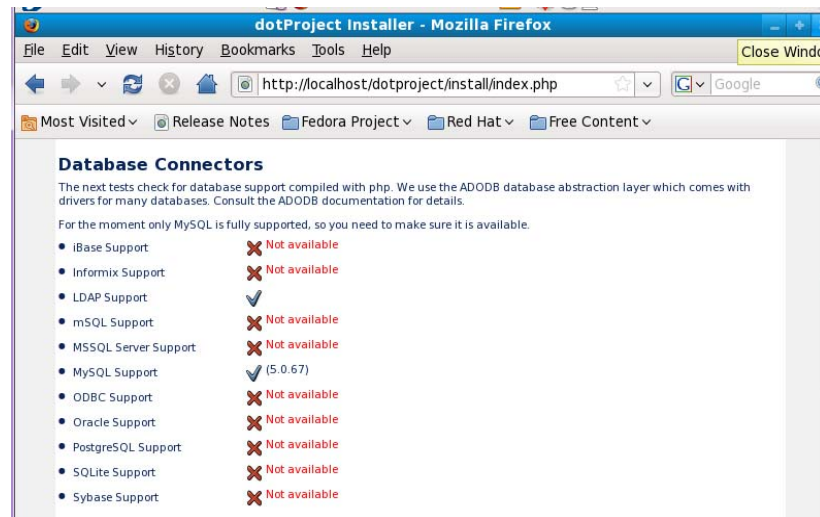 dotProject Installer - Mozilla Firefox
File Edit View History Bookmarks Tools Help
Close Windo
http://localhost/dotproject/install/index.php
G Google
Most Visited Release Notes Fedora Project Red Hat Free Content
Database Connectors
The next tests check for database support compiled with php. We use the ADODB database abstraction layer which comes with
drivers for many databases. Consult the ADODB documentation for details.
For the moment only MySQL is fully supported, so you need to make sure it is available.
iBase Support Not available
Informix Support Not available
LDAP Support
mSQL Support Not available
MSSQL Server Support Not available
MySQL Support (5.0.67)
ODBC Support Not available
Oracle Support Not available
PostgreSQL Support Not available
SQLite Support Not available
Sybase Support Not available